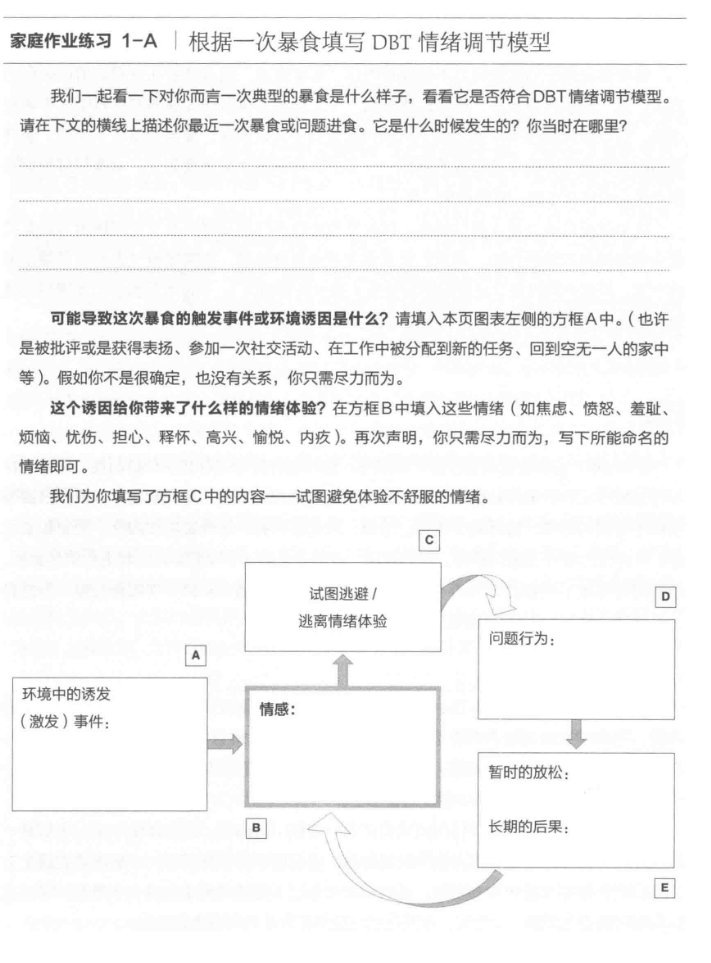 家庭作业练习 1-A | 根据一次暴食填写 DBT 情绪调节模型
我们一起看一下对你而言一次典型的暴食是什么样子，看看它是否符合DBT情绪调节模型。
请在下文的横线上描述你最近一次暴食或问题进食。它是什么时候发生的？你当时在哪里？
可能导致这次暴食的触发事件或环境诱因是什么？请填入本页图表左侧的方框A中。（也许
是被批评或是获得表扬、参加一次社交活动、在工作中被分配到新的任务、回到空无一人的家中
等）。假如你不是很确定，也没有关系，你只需尽力而为。
这个诱因给你带来了什么样的情绪体验？在方框B中填入这些情绪（如焦虑、愤怒、羞耻、
烦恼、忧伤、担心、释怀、高兴、愉悦、内疚）。再次声明，你只需尽力而为，写下所能命名的
情绪即可。
我们为你填写了方框C中的内容——试图避免体验不舒服的情绪。
C
试图逃避 /
逃离情绪体验
D
问题行为：
A
环境中的诱发
（激发）事件：
情感：
B
暂时的放松：
长期的后果：
E